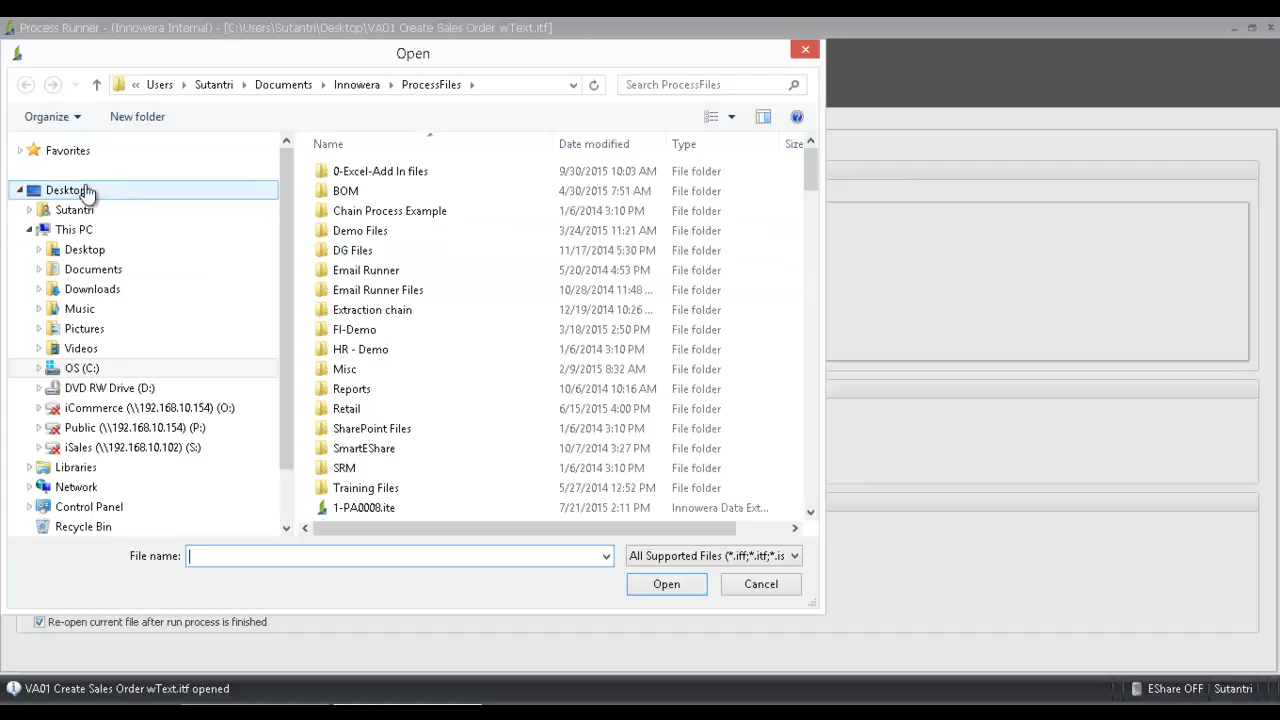 Process Runner - (Innowera Internal) - [C:\Users\Sutantri\Desktop\VA01 Create Sales Order wText.itf]
Open
« Users Sutantri Documents Innowera ProcessFiles
Search ProcessFiles
Organize New folder
Name Date modified Type Size
Favorites
Desktop
Sutantri
This PC
Desktop
Documents
Downloads
Music
Pictures
Videos
OS (C:)
DVD RW Drive (D:)
iCommerce (\\192.168.10.154) (O:)
Public (\\192.168.10.154) (P:)
iSales (\\192.168.10.102) (S:)
Libraries
Network
Control Panel
Recycle Bin
0-Excel-Add In files 9/30/2015 10:03 AM File folder
BOM 4/30/2015 7:51 AM File folder
Chain Process Example 1/6/2014 3:10 PM File folder
Demo Files 3/24/2015 11:21 AM File folder
DG Files 11/17/2014 5:30 PM File folder
Email Runner 5/20/2014 4:53 PM File folder
Email Runner Files 10/28/2014 11:48 ... File folder
Extraction chain 12/19/2014 10:26 ... File folder
FI-Demo 3/18/2015 2:50 PM File folder
HR - Demo 1/6/2014 3:10 PM File folder
Misc 2/9/2015 8:32 AM File folder
Reports 10/6/2014 10:16 AM File folder
Retail 6/15/2015 4:00 PM File folder
SharePoint Files 1/6/2014 3:10 PM File folder
SmartEShare 10/7/2014 3:27 PM File folder
SRM 1/6/2014 3:10 PM File folder
Training Files 5/27/2014 12:52 PM File folder
1-PA0008.ite 7/21/2015 2:11 PM Innowera Data Ext...
File name:
All Supported Files (*.iff;*.itf;*.is
Open Cancel
Re-open current file after run process is finished
VA01 Create Sales Order wText.itf opened
EShare OFF Sutantri